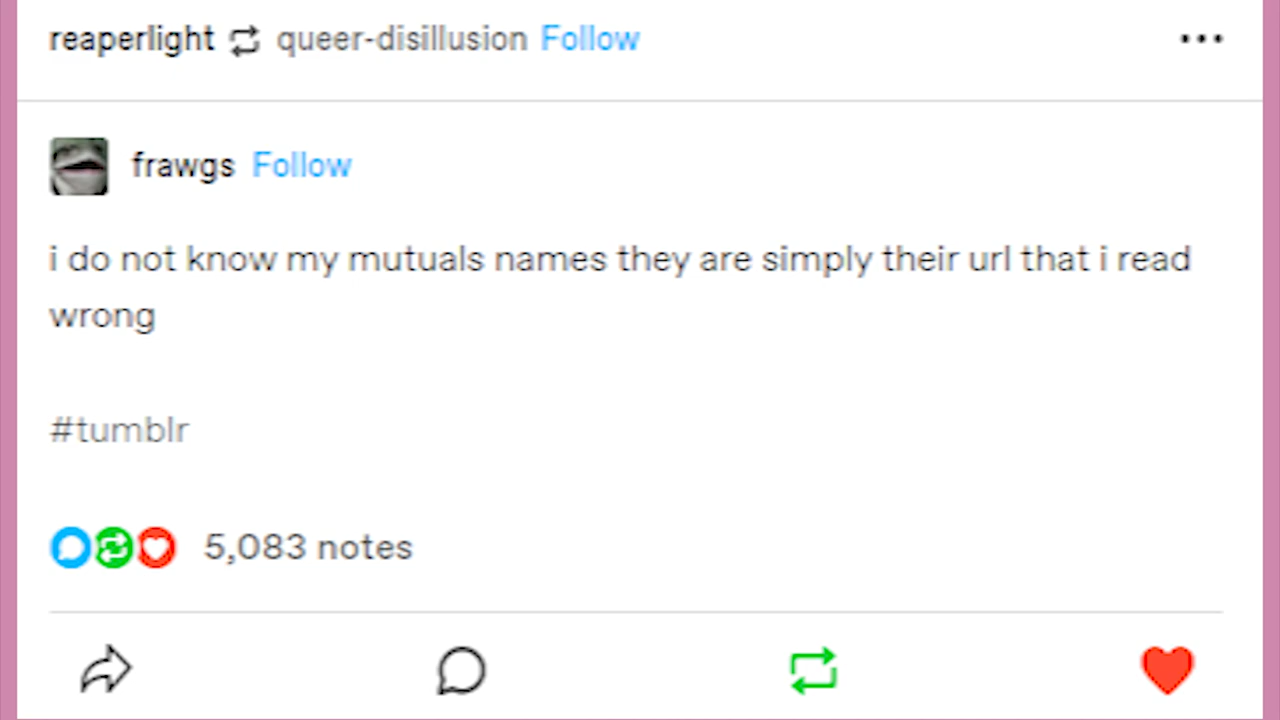 reaperlight queer-disillusion Follow
frawgs Follow
i do not know my mutuals names they are simply their url that i read
wrong
#tumblr
5,083 notes